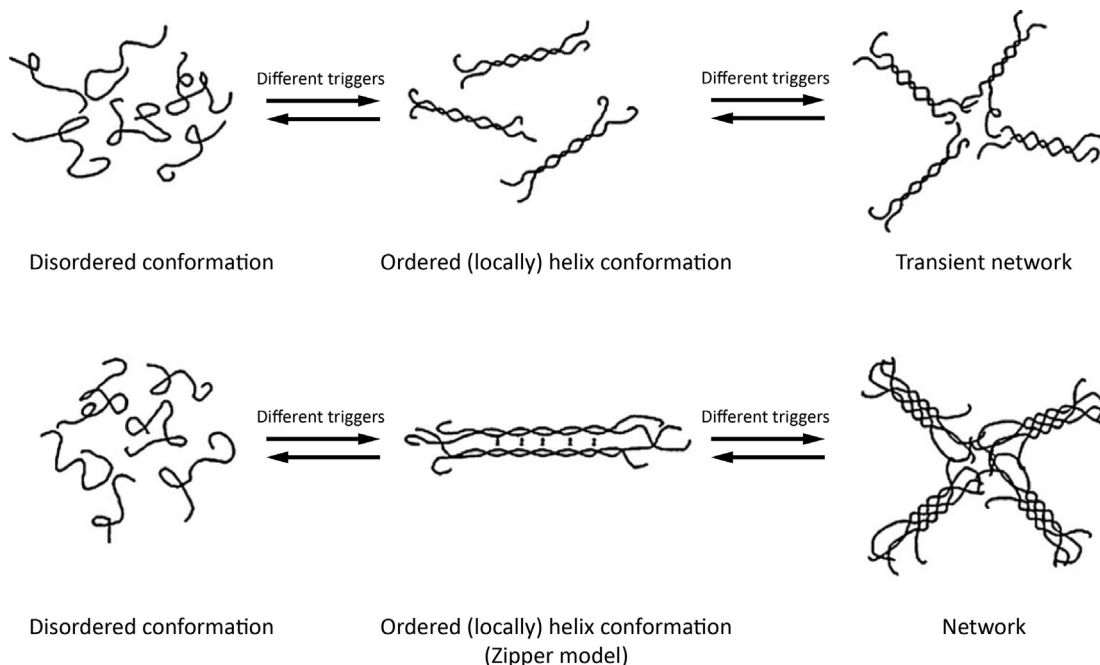 Different triggers
Different triggers
Disordered conformation
Ordered (locally) helix conformation
Transient network
Different triggers
Different triggers
Disordered conformation
Ordered (locally) helix conformation
(Zipper model)
Network